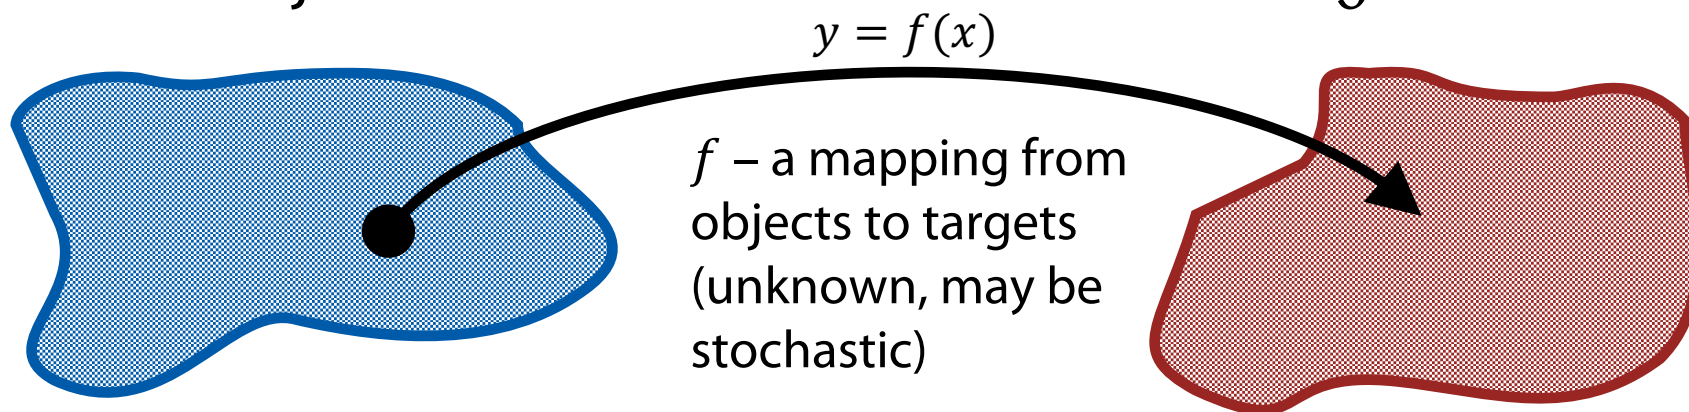 y = f(x)
f – a mapping from
objects to targets
(unknown, may be
stochastic)